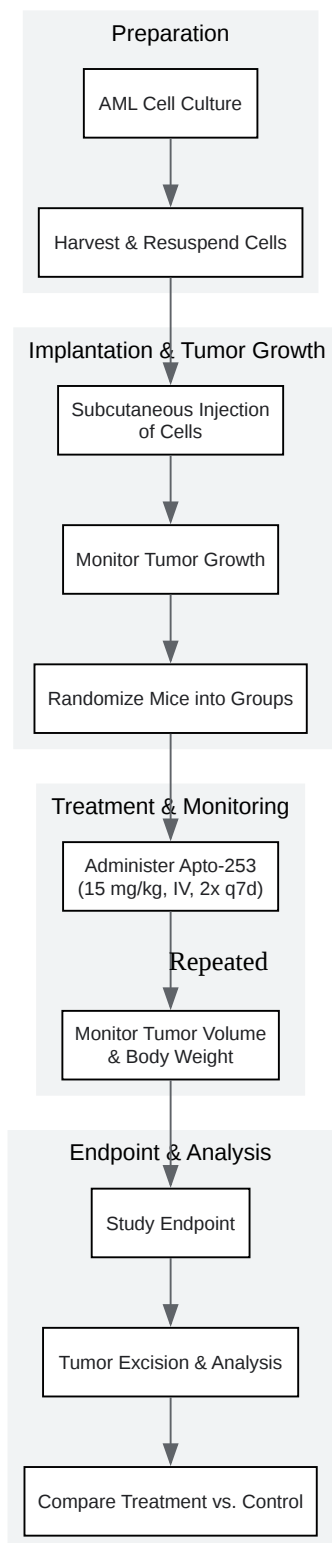 Preparation
AML Cell Culture
Harvest & Resuspend Cells
Implantation & Tumor Growth
Subcutaneous Injection
of Cells
Monitor Tumor Growth
Randomize Mice into Groups
Treatment & Monitoring
Administer Apto-253
(15 mg/kg, IV, 2x q7d)
Repeated
Monitor Tumor Volume
& Body Weight
Endpoint & Analysis
Study Endpoint
Tumor Excision & Analysis
Compare Treatment vs. Control